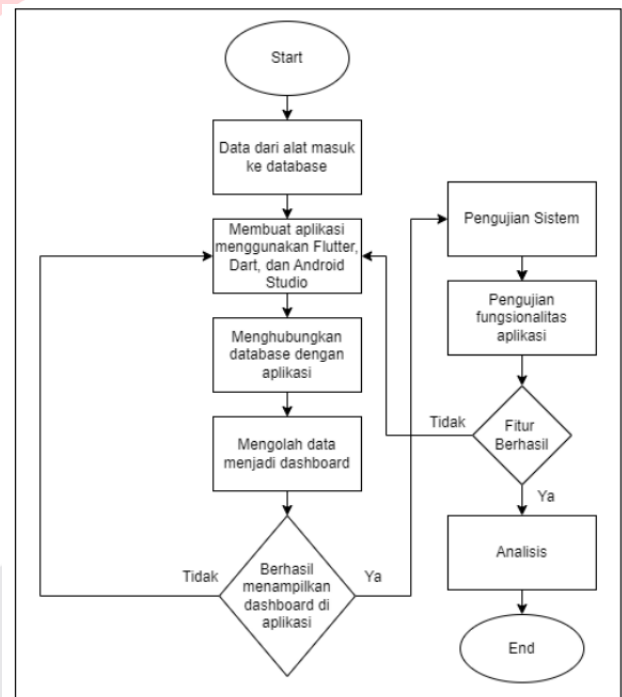 Start
Data dari alat masuk
ke database
Membuat aplikasi
menggunakan Flutter,
Dart, dan Android
Studio
Menghubungkan
database dengan
aplikasi
Mengolah data
menjadi dashboard
Tidak
Berhasil
menampilkan
dashboard di
aplikasi
Ya
Pengujian Sistem
Pengujian
fungsionalitas
aplikasi
Tidak
Fitur
Berhasil
Ya
Analisis
End